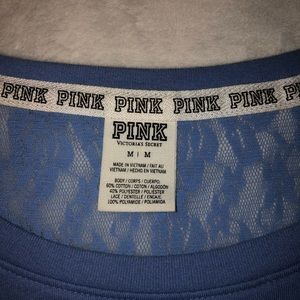 PINK PINK PINK PINK PINK PINK
PINK
VICTORIA'S SECRET
M | M
MADE IN VIETNAM / FAIT AU
VIETNAM / HECHO EN VIETNAM
BODY / CORPS / CUERPO:
60% COTTON / COTON / ALGODÓN
40% POLYESTER / POLIÉSTER
LACE / DENTELLE / ENCAJE:
100% POLYAMIDE / POLIAMIDA